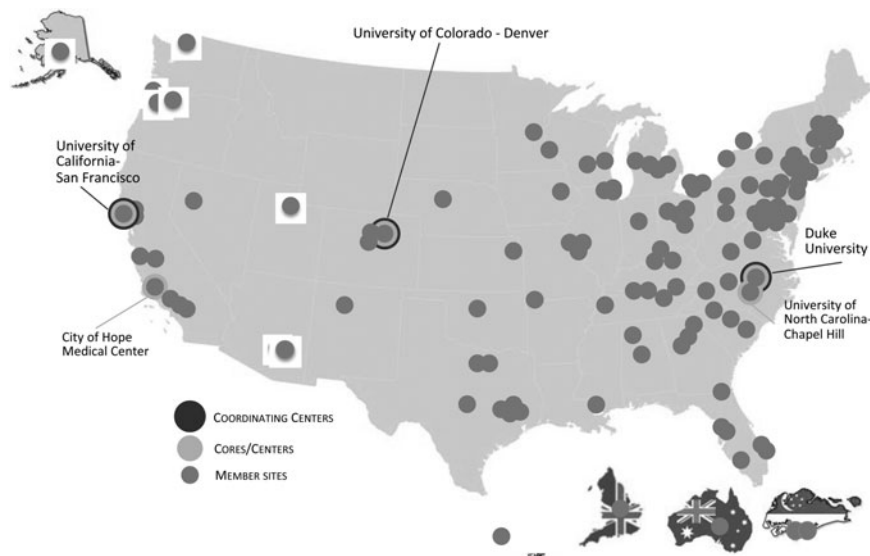 University of Colorado - Denver
University of
California-
San Francisco
Duke
University
City of Hope
Medical Center
University of
North Carolina-
Chapel Hill
COORDINATING CENTERS
CORES/CENTERS
MEMBER SITES